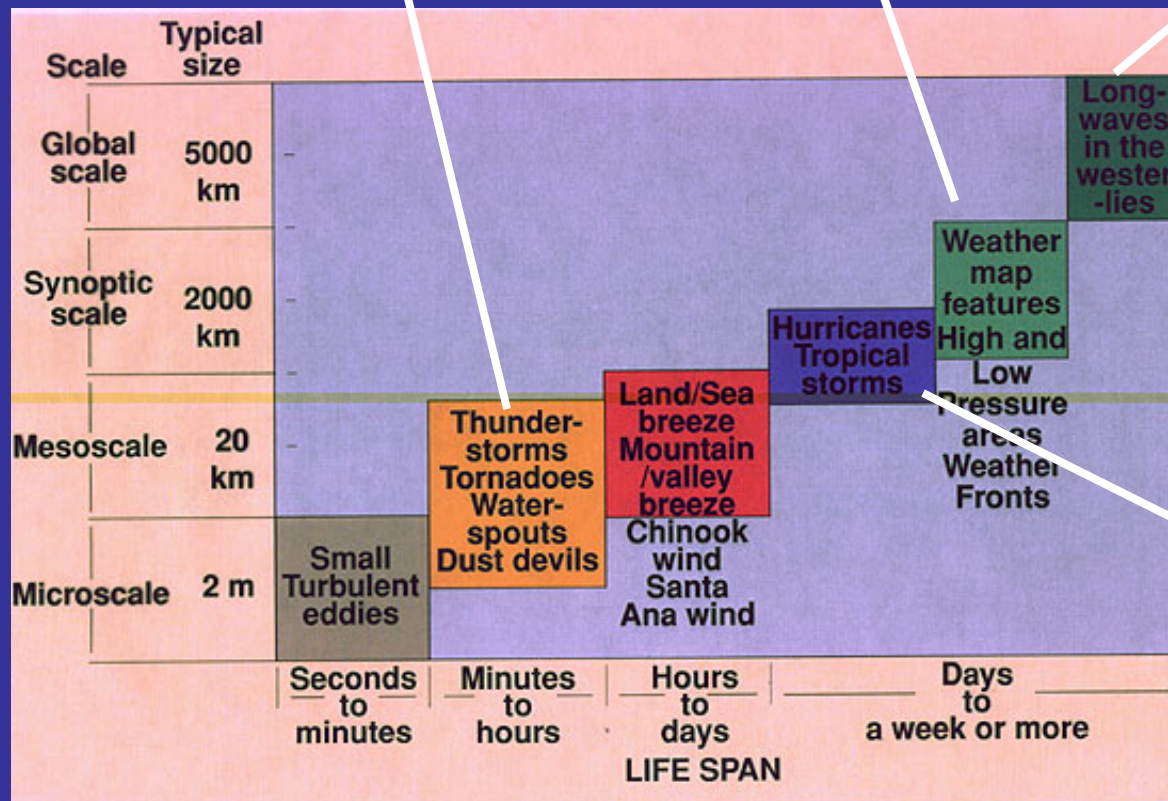 Scale
Typical
size
Global
scale
5000
km
Synoptic
scale
2000
km
Mesoscale
20
km
Microscale
2 m
Small
Turbulent
eddies
Thunder-
storms
Tornadoes
Water-
spouts
Dust devils
Land/Sea
breeze
Mountain
/valley
breeze
Chinook
wind
Santa
Ana wind
Hurricanes
Tropical
storms
Weather
map
features
High and
Low
Pressure
areas
Weather
Fronts
Long-
waves
in the
wester
-lies
Seconds
to
minutes
Minutes
to
hours
Hours
to
days
Days
to
a week or more
LIFE SPAN